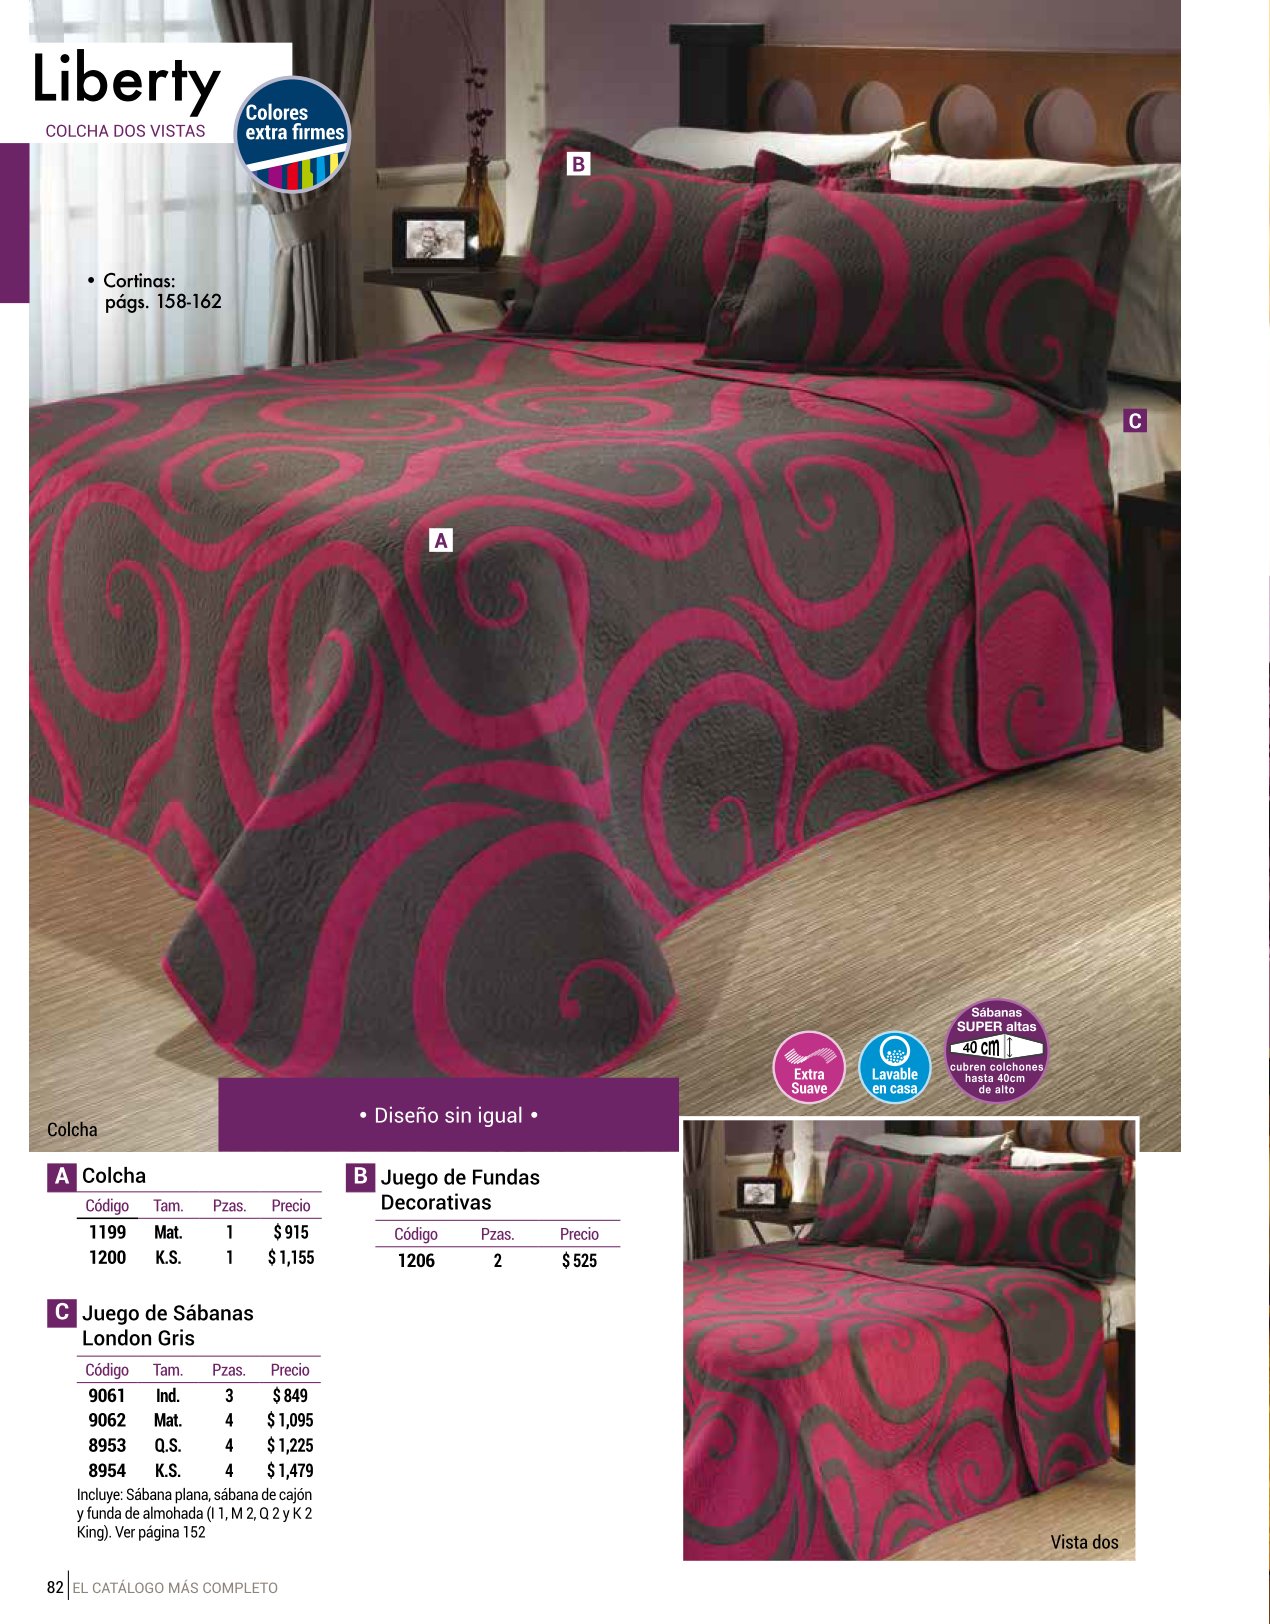 Liberty
COLCHA DOS VISTAS
Colores
extra firmes
• Cortinas:
págs. 158-162
B
C
A
Extra
Suave
Lavable
en casa
Sábanas
SUPER altas
40 cm
cubren colchones
hasta 40cm
de alto
• Diseño sin igual •
Colcha
A Colcha
Código Tam. Pzas. Precio
1199 Mat. 1 $ 915
1200 K.S. 1 $ 1,155
B Juego de Fundas
Decorativas
Código Pzas. Precio
1206 2 $ 525
C Juego de Sábanas
London Gris
Código Tam. Pzas. Precio
9061 Ind. 3 $ 849
9062 Mat. 4 $ 1,095
8953 Q.S. 4 $ 1,225
8954 K.S. 4 $ 1,479
Incluye: Sábana plana, sábana de cajón
y funda de almohada (I 1, M 2, Q 2 y K 2
King). Ver página 152
Vista dos
82 EL CATÁLOGO MÁS COMPLETO